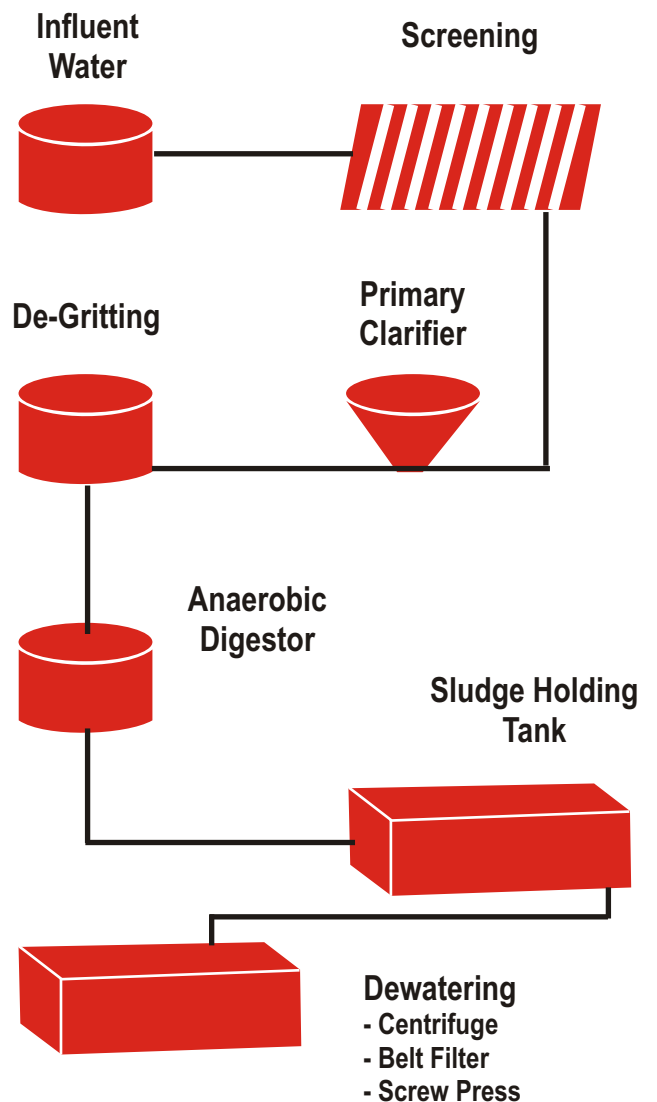 Influent
Water
Screening
De-Gritting
Primary
Clarifier
Anaerobic
Digestor
Sludge Holding
Tank
Dewatering
- Centrifuge
- Belt Filter
- Screw Press